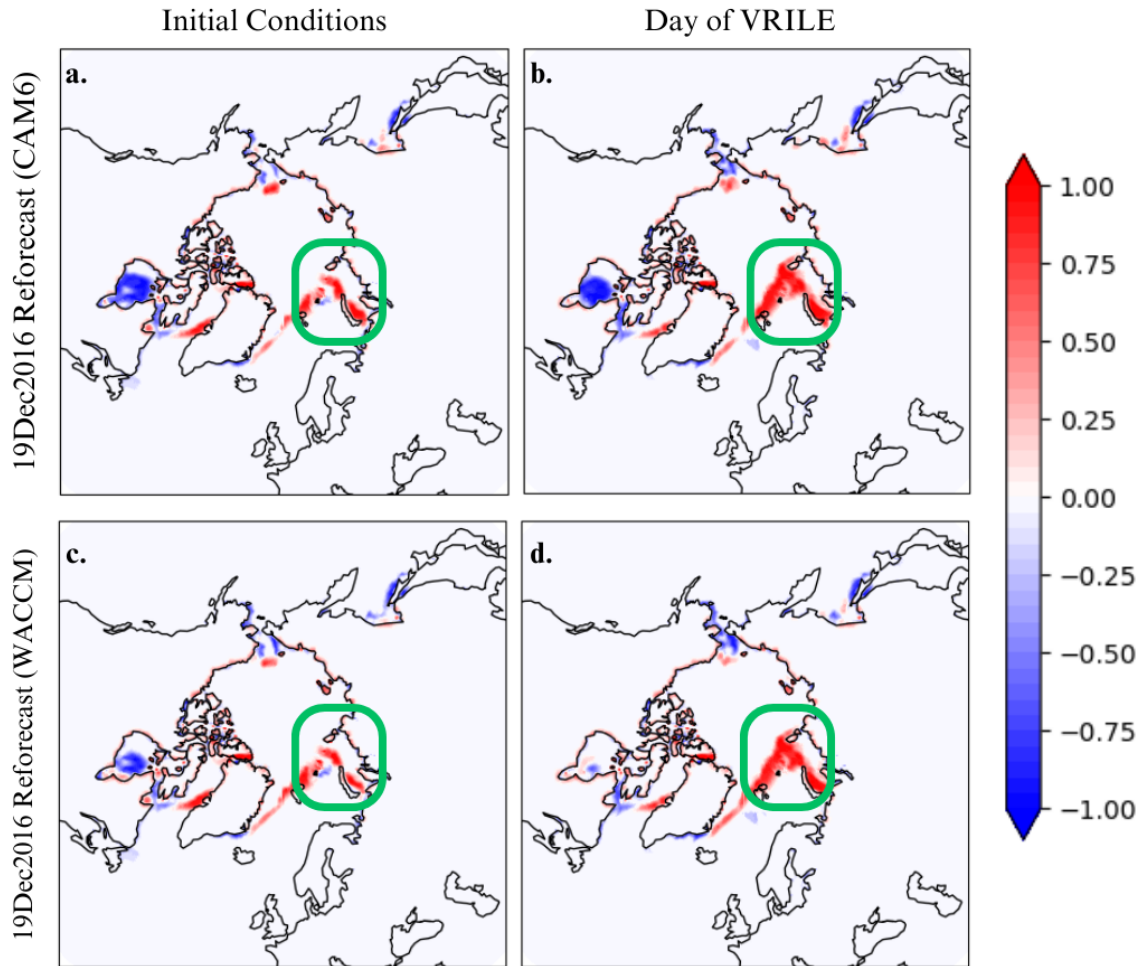 Initial Conditions
Day of VRILE
19Dec2016 Reforecast (CAM6)
a.
b.
19Dec2016 Reforecast (WACCM)
c.
d.
1.00
0.75
0.50
0.25
0.00
−0.25
−0.50
−0.75
−1.00